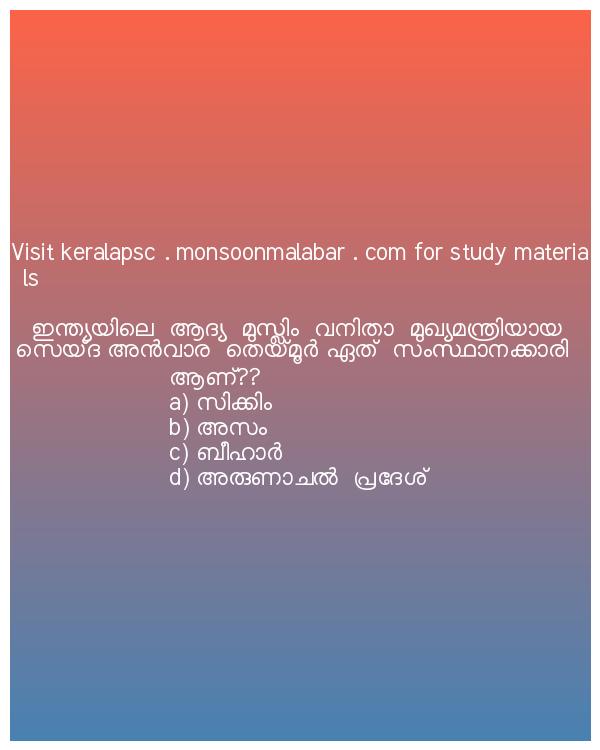 Visit keralapsc . monsoonmalabar . com for study materia
ls
ഇന്ത്യയിലെ ആദ്യ മുസ്ലിം വനിതാ മുഖ്യമന്ത്രിയായ
സെയ്ദ അൻവാര തെയ്മൂർ ഏത് സംസ്ഥാനക്കാരി
ആണ്??
a) സിക്കിം
b) അസം
c) ബീഹാർ
d) അരുണാചൽ പ്രദേശ്